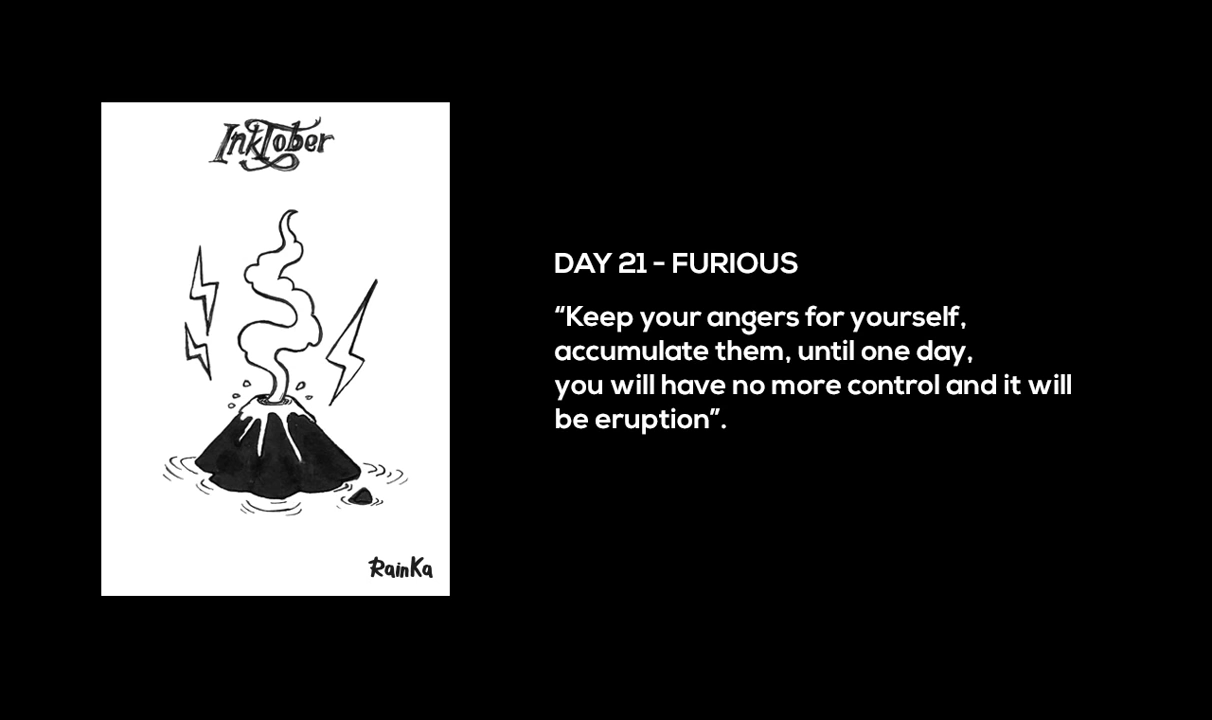 InkTober
RainKa
DAY 21 - FURIOUS
“Keep your angers for yourself,
accumulate them, until one day,
you will have no more control and it will
be eruption”.